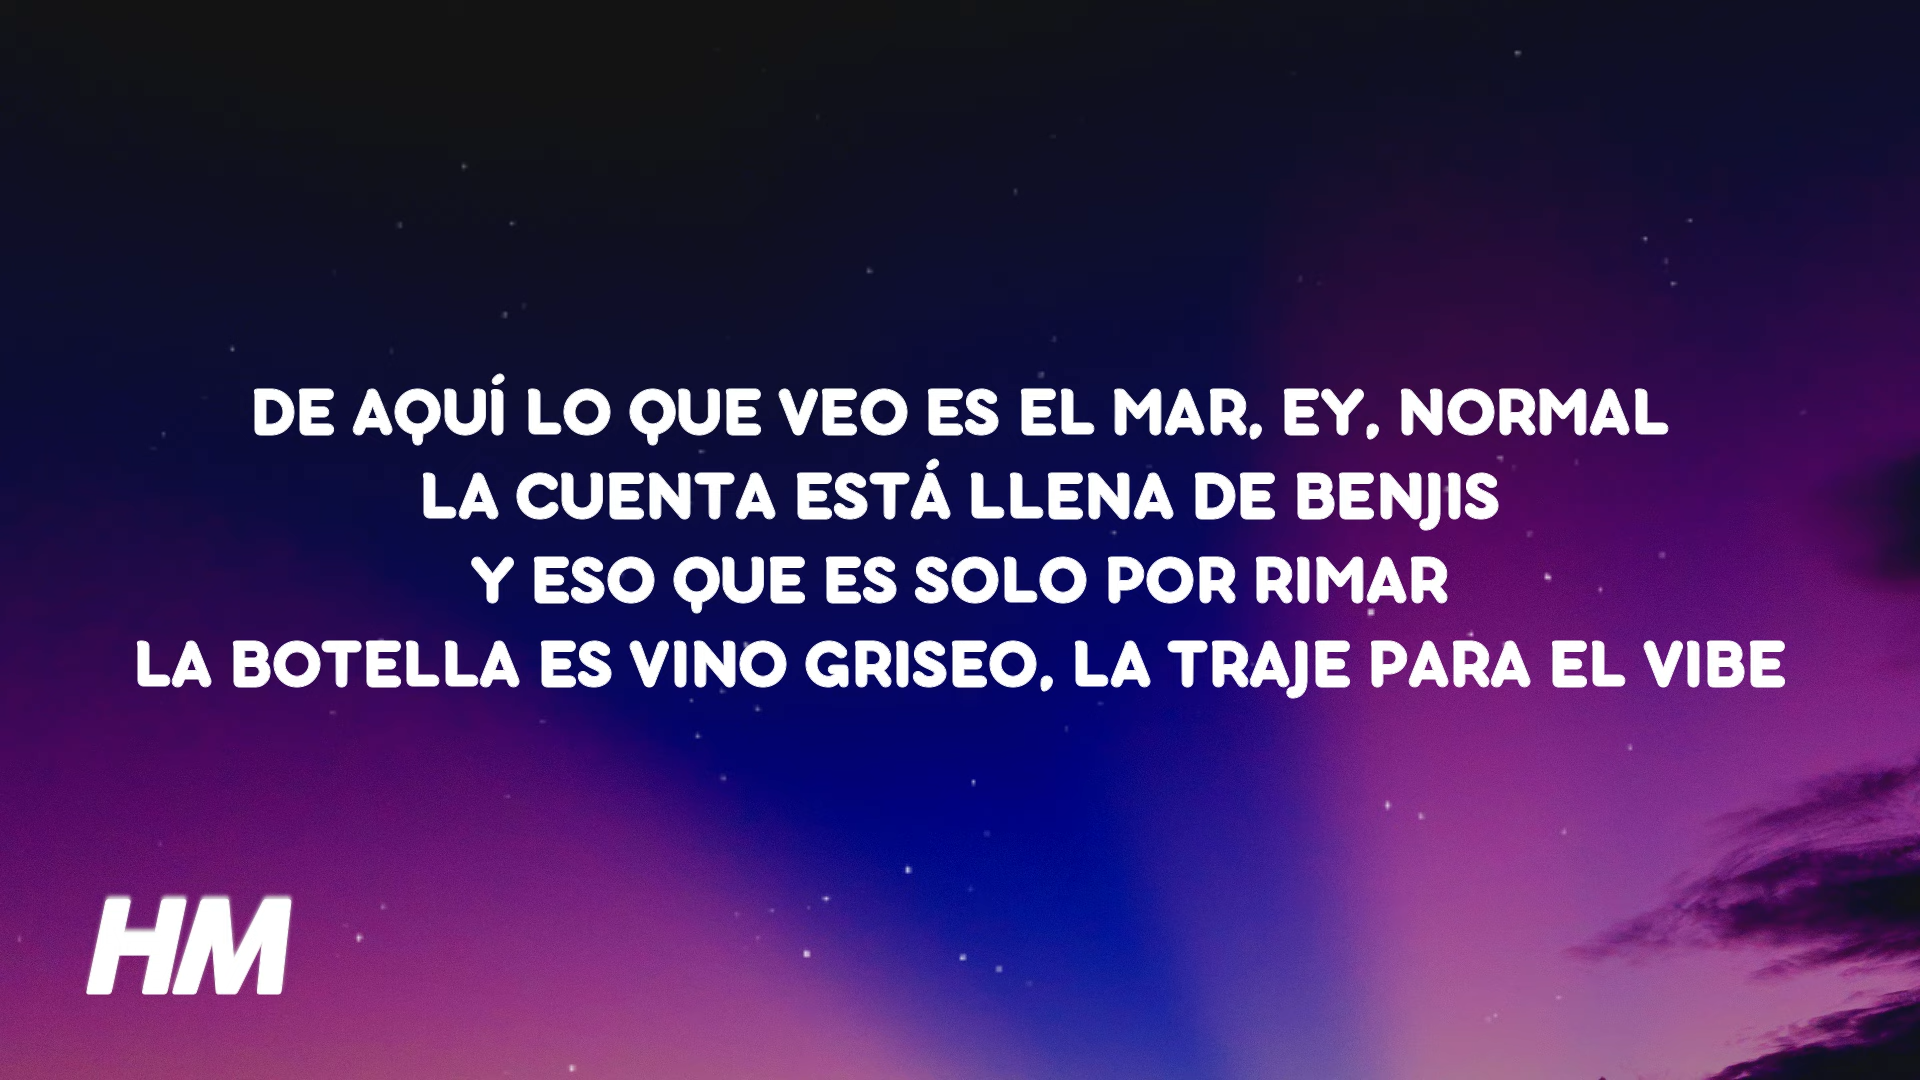 DE AQUÍ LO QUE VEO ES EL MAR, EY, NORMAL
LA CUENTA ESTÁ LLENA DE BENJIS
Y ESO QUE ES SOLO POR RIMAR
LA BOTELLA ES VINO GRISEO, LA TRAJE PARA EL VIBE
HM